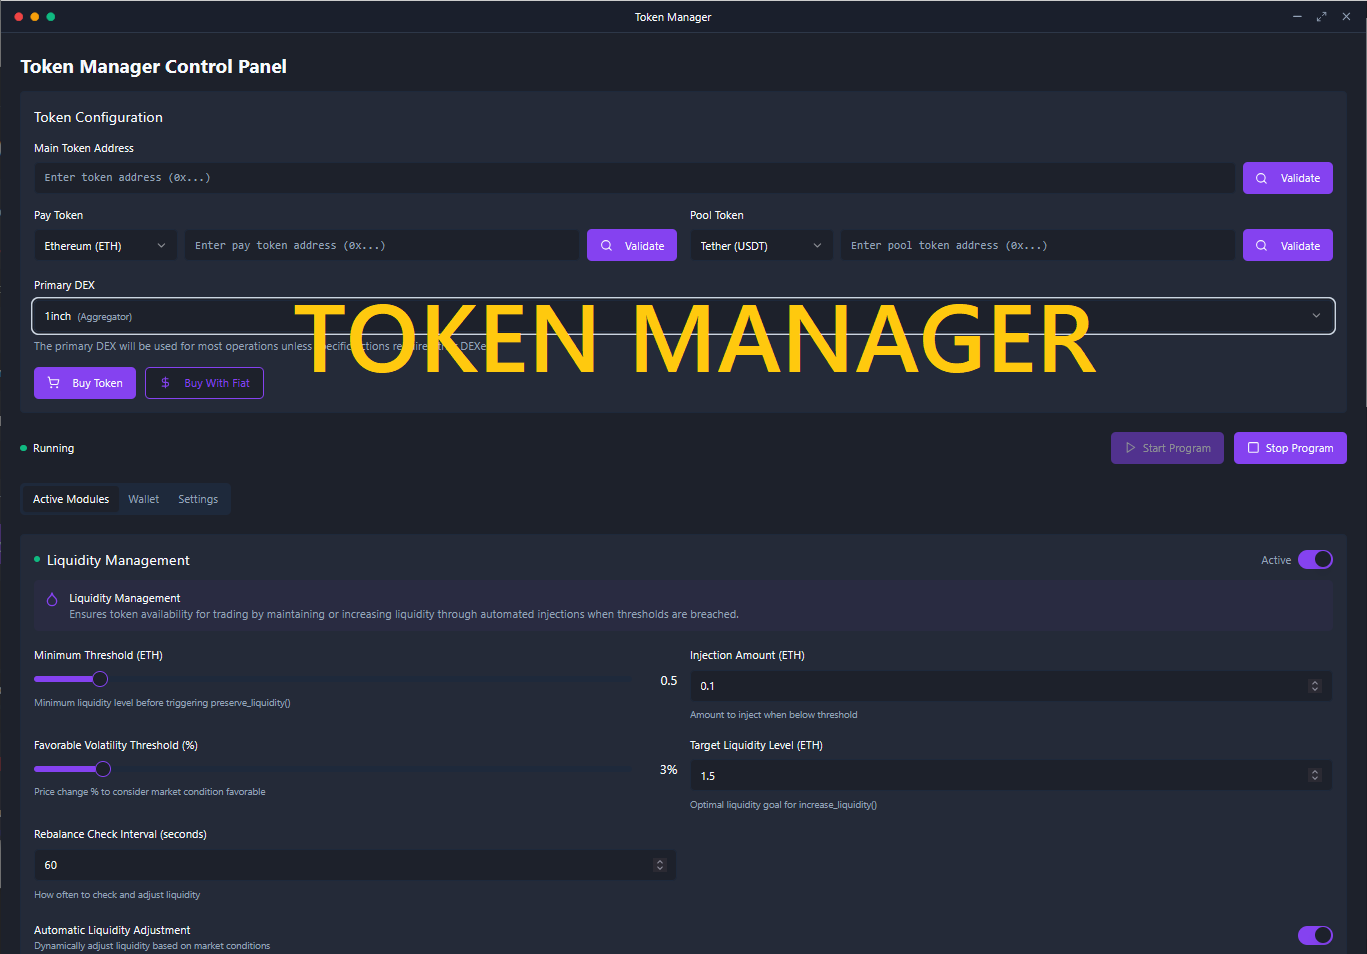 Token Manager
Token Manager Control Panel
Token Configuration
Main Token Address
Enter token address (0x...)
Validate
Pay Token
Pool Token
Ethereum (ETH)
Enter pay token address (0x...)
Validate
Tether (USDT)
Enter pool token address (0x...)
Validate
Primary DEX
1inch (Aggregator)
TOKEN MANAGER
The primary DEX will be used for most operations unless
Buy Token
$ Buy With Fiat
Running
Start Program
Stop Program
Active Modules
Wallet
Settings
Liquidity Management
Active
Liquidity Management
Ensures token availability for trading by maintaining or increasing liquidity through automated injections when thresholds are breached.
Minimum Threshold (ETH)
0.5
Minimum liquidity level before triggering preserve_liquidity()
Injection Amount (ETH)
0.1
Amount to inject when below threshold
Favorable Volatility Threshold (%)
3%
Price change % to consider market condition favorable
Target Liquidity Level (ETH)
1.5
Optimal liquidity goal for increase_liquidity()
Rebalance Check Interval (seconds)
60
How often to check and adjust liquidity
Automatic Liquidity Adjustment
Dynamically adjust liquidity based on market conditions